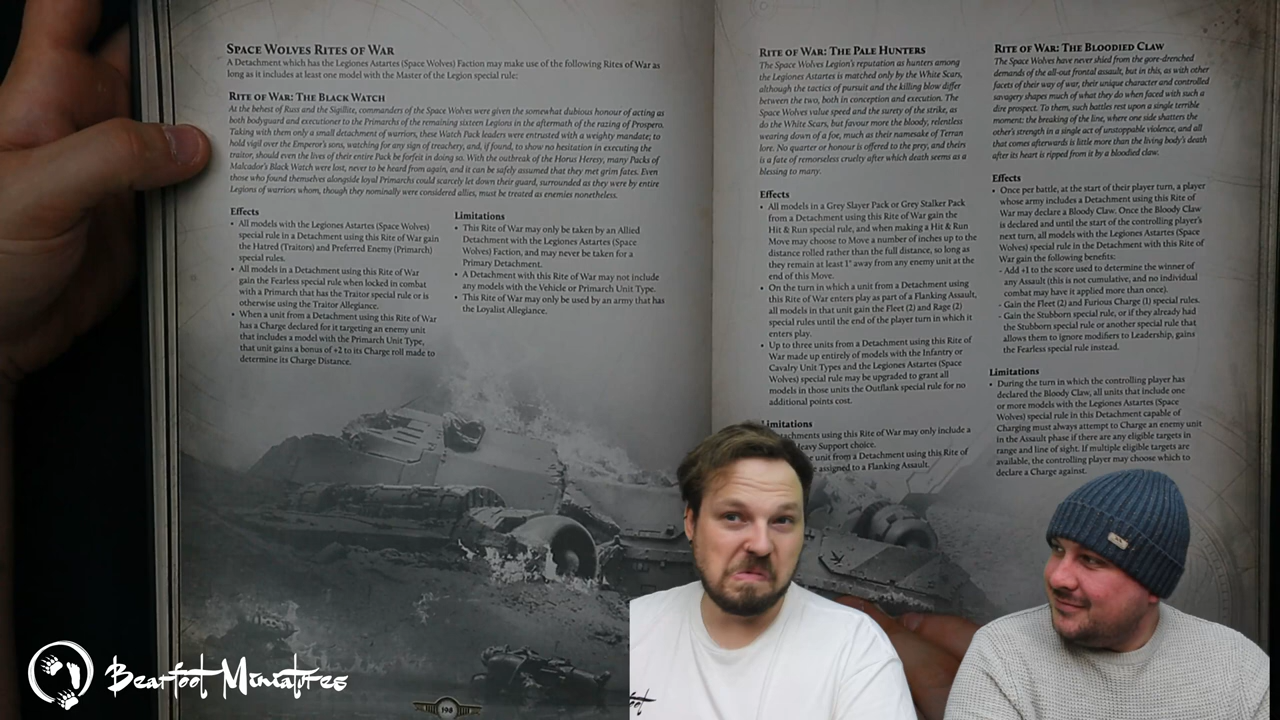 SPACE WOLVES RITES OF WAR
A Detachment which has the Legiones Astartes (Space Wolves) Faction may make use of the following Rites of War as
long as it includes at least one model with the Master of the Legion special rule:
RITE OF WAR: THE BLACK WATCH
At the behest of Russ and the Sigillite, commanders of the Space Wolves were given the somewhat dubious honour of acting as
both bodyguard and executioner to the Primarchs of the remaining sixteen Legions in the aftermath of the razing of Prospero.
Taking with them only a small detachment of warriors, these Watch Pack leaders were entrusted with a weighty mandate; to
hold vigil over the Emperor's sons, watching for any sign of treachery, and, if found, to show no hesitation in executing the
traitor, should even the lives of their entire Pack be forfeit in doing so. With the outbreak of the Horus Heresy, many Packs of
Malcador's Black Watch were lost, never to be heard from again, and it can be safely assumed that they met grim fates. Even
those who found themselves alongside loyal Primarchs could scarcely let down their guard, surrounded as they were by entire
Legions of warriors whom, though they nominally were considered allies, must be treated as enemies nonetheless.
Effects
• All models with the Legiones Astartes (Space Wolves)
special rule in a Detachment using this Rite of War gain
the Hatred (Traitors) and Preferred Enemy (Primarch)
special rules.
• All models in a Detachment using this Rite of War
gain the Fearless special rule when locked in combat
with a Primarch that has the Traitor special rule or is
otherwise using the Traitor Allegiance.
• When a unit from a Detachment using this Rite of War
has a Charge declared for it targeting an enemy unit
that includes a model with the Primarch Unit Type,
that unit gains a bonus of +2 to its Charge roll made to
determine its Charge Distance.
Limitations
• This Rite of War may only be taken by an Allied
Detachment with the Legiones Astartes (Space
Wolves) Faction, and may never be taken for a
Primary Detachment.
• A Detachment with this Rite of War may not include
any models with the Vehicle or Primarch Unit Type.
• This Rite of War may only be used by an army that has
the Loyalist Allegiance.
RITE OF WAR: THE PALE HUNTERS
The Space Wolves Legion's reputation as hunters among
the Legiones Astartes is matched only by the White Scars,
although the tactics of pursuit and the killing blow differ
between the two, both in conception and execution. The
Space Wolves value speed and the surety of the strike, as
do the White Scars, but favour more the bloody, relentless
wearing down of a foe, much as their namesake of Terran
lore. No quarter or honour is offered to the prey, and theirs
is a fate of remorseless cruelty after which death seems as a
blessing to many.
Effects
• All models in a Grey Slayer Pack or Grey Stalker Pack
from a Detachment using this Rite of War gain the
Hit & Run special rule, and when making a Hit & Run
Move may choose to Move a number of inches up to the
distance rolled rather than the full distance, so long as
they remain at least 1" away from any enemy unit at the
end of this Move.
• On the turn in which a unit from a Detachment using
this Rite of War enters play as part of a Flanking Assault,
all models in that unit gain the Fleet (2) and Rage (2)
special rules until the end of the player turn in which it
enters play.
• Up to three units from a Detachment using this Rite of
War made up entirely of models with the Infantry or
Cavalry Unit Types and the Legiones Astartes (Space
Wolves) special rule may be upgraded to grant all
models in those units the Outflank special rule for no
additional points cost.
Limitations
tachments using this Rite of War may only include a
Heavy Support choice.
unit from a Detachment using this Rite of
assigned to a Flanking Assault.
RITE OF WAR: THE BLOODIED CLAW
The Space Wolves have never shied from the gore-drenched
demands of the all-out frontal assault, but in this, as with other
facets of their way of war, their unique character and controlled
savagery shapes much of what they do when faced with such a
dire prospect. To them, such battles rest upon a single terrible
moment: the breaking of the line, where one side shatters the
other's strength in a single act of unstoppable violence, and all
that comes afterwards is little more than the living body's death
after its heart is ripped from it by a bloodied claw.
Effects
• Once per battle, at the start of their player turn, a player
whose army includes a Detachment using this Rite of
War may declare a Bloody Claw. Once the Bloody Claw
is declared and until the start of the controlling player's
next turn, all models with the Legiones Astartes (Space
Wolves) special rule in the Detachment with this Rite of
War gain the following benefits:
- Add +1 to the score used to determine the winner of
any Assault (this is not cumulative, and no individual
combat may have it applied more than once).
- Gain the Fleet (2) and Furious Charge (1) special rules.
- Gain the Stubborn special rule, or if they already had
the Stubborn special rule or another special rule that
allows them to ignore modifiers to Leadership, gains
the Fearless special rule instead.
Limitations
• During the turn in which the controlling player has
declared the Bloody Claw, all units that include one
or more models with the Legiones Astartes (Space
Wolves) special rule in this Detachment capable of
Charging must always attempt to Charge an enemy unit
in the Assault phase if there are any eligible targets in
range and line of sight. If multiple eligible targets are
available, the controlling player may choose which to
declare a Charge against.
Bearfoot Miniatures
198